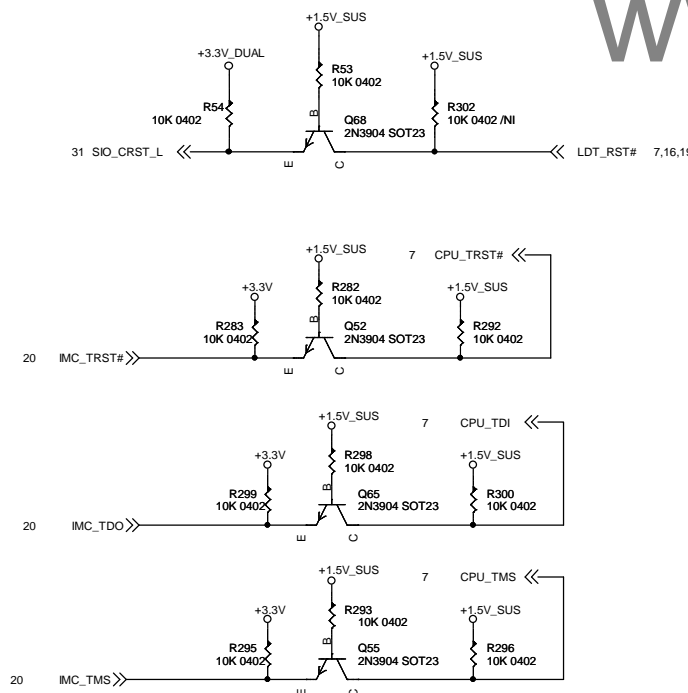 W
+1.5V_SUS
+3.3V_DUAL
+1.5V_SUS
R53
10K 0402
R54
10K 0402
R302
10K 0402 /NI
B
Q68
2N3904 SOT23
31 SIO_CRST_L
E
C
LDT_RST# 7,16,19
+1.5V_SUS
7 CPU_TRST#
+3.3V
R282
10K 0402
+1.5V_SUS
R283
10K 0402
B
Q52
2N3904 SOT23
R292
10K 0402
20 IMC_TRST#
E
C
+1.5V_SUS
7 CPU_TDI
+3.3V
R298
10K 0402
+1.5V_SUS
R299
10K 0402
B
Q65
2N3904 SOT23
R300
10K 0402
20 IMC_TDO
E
C
+1.5V_SUS
7 CPU_TMS
+3.3V
R293
10K 0402
+1.5V_SUS
R295
10K 0402
B
Q55
2N3904 SOT23
R296
10K 0402
20 IMC_TMS
E
C